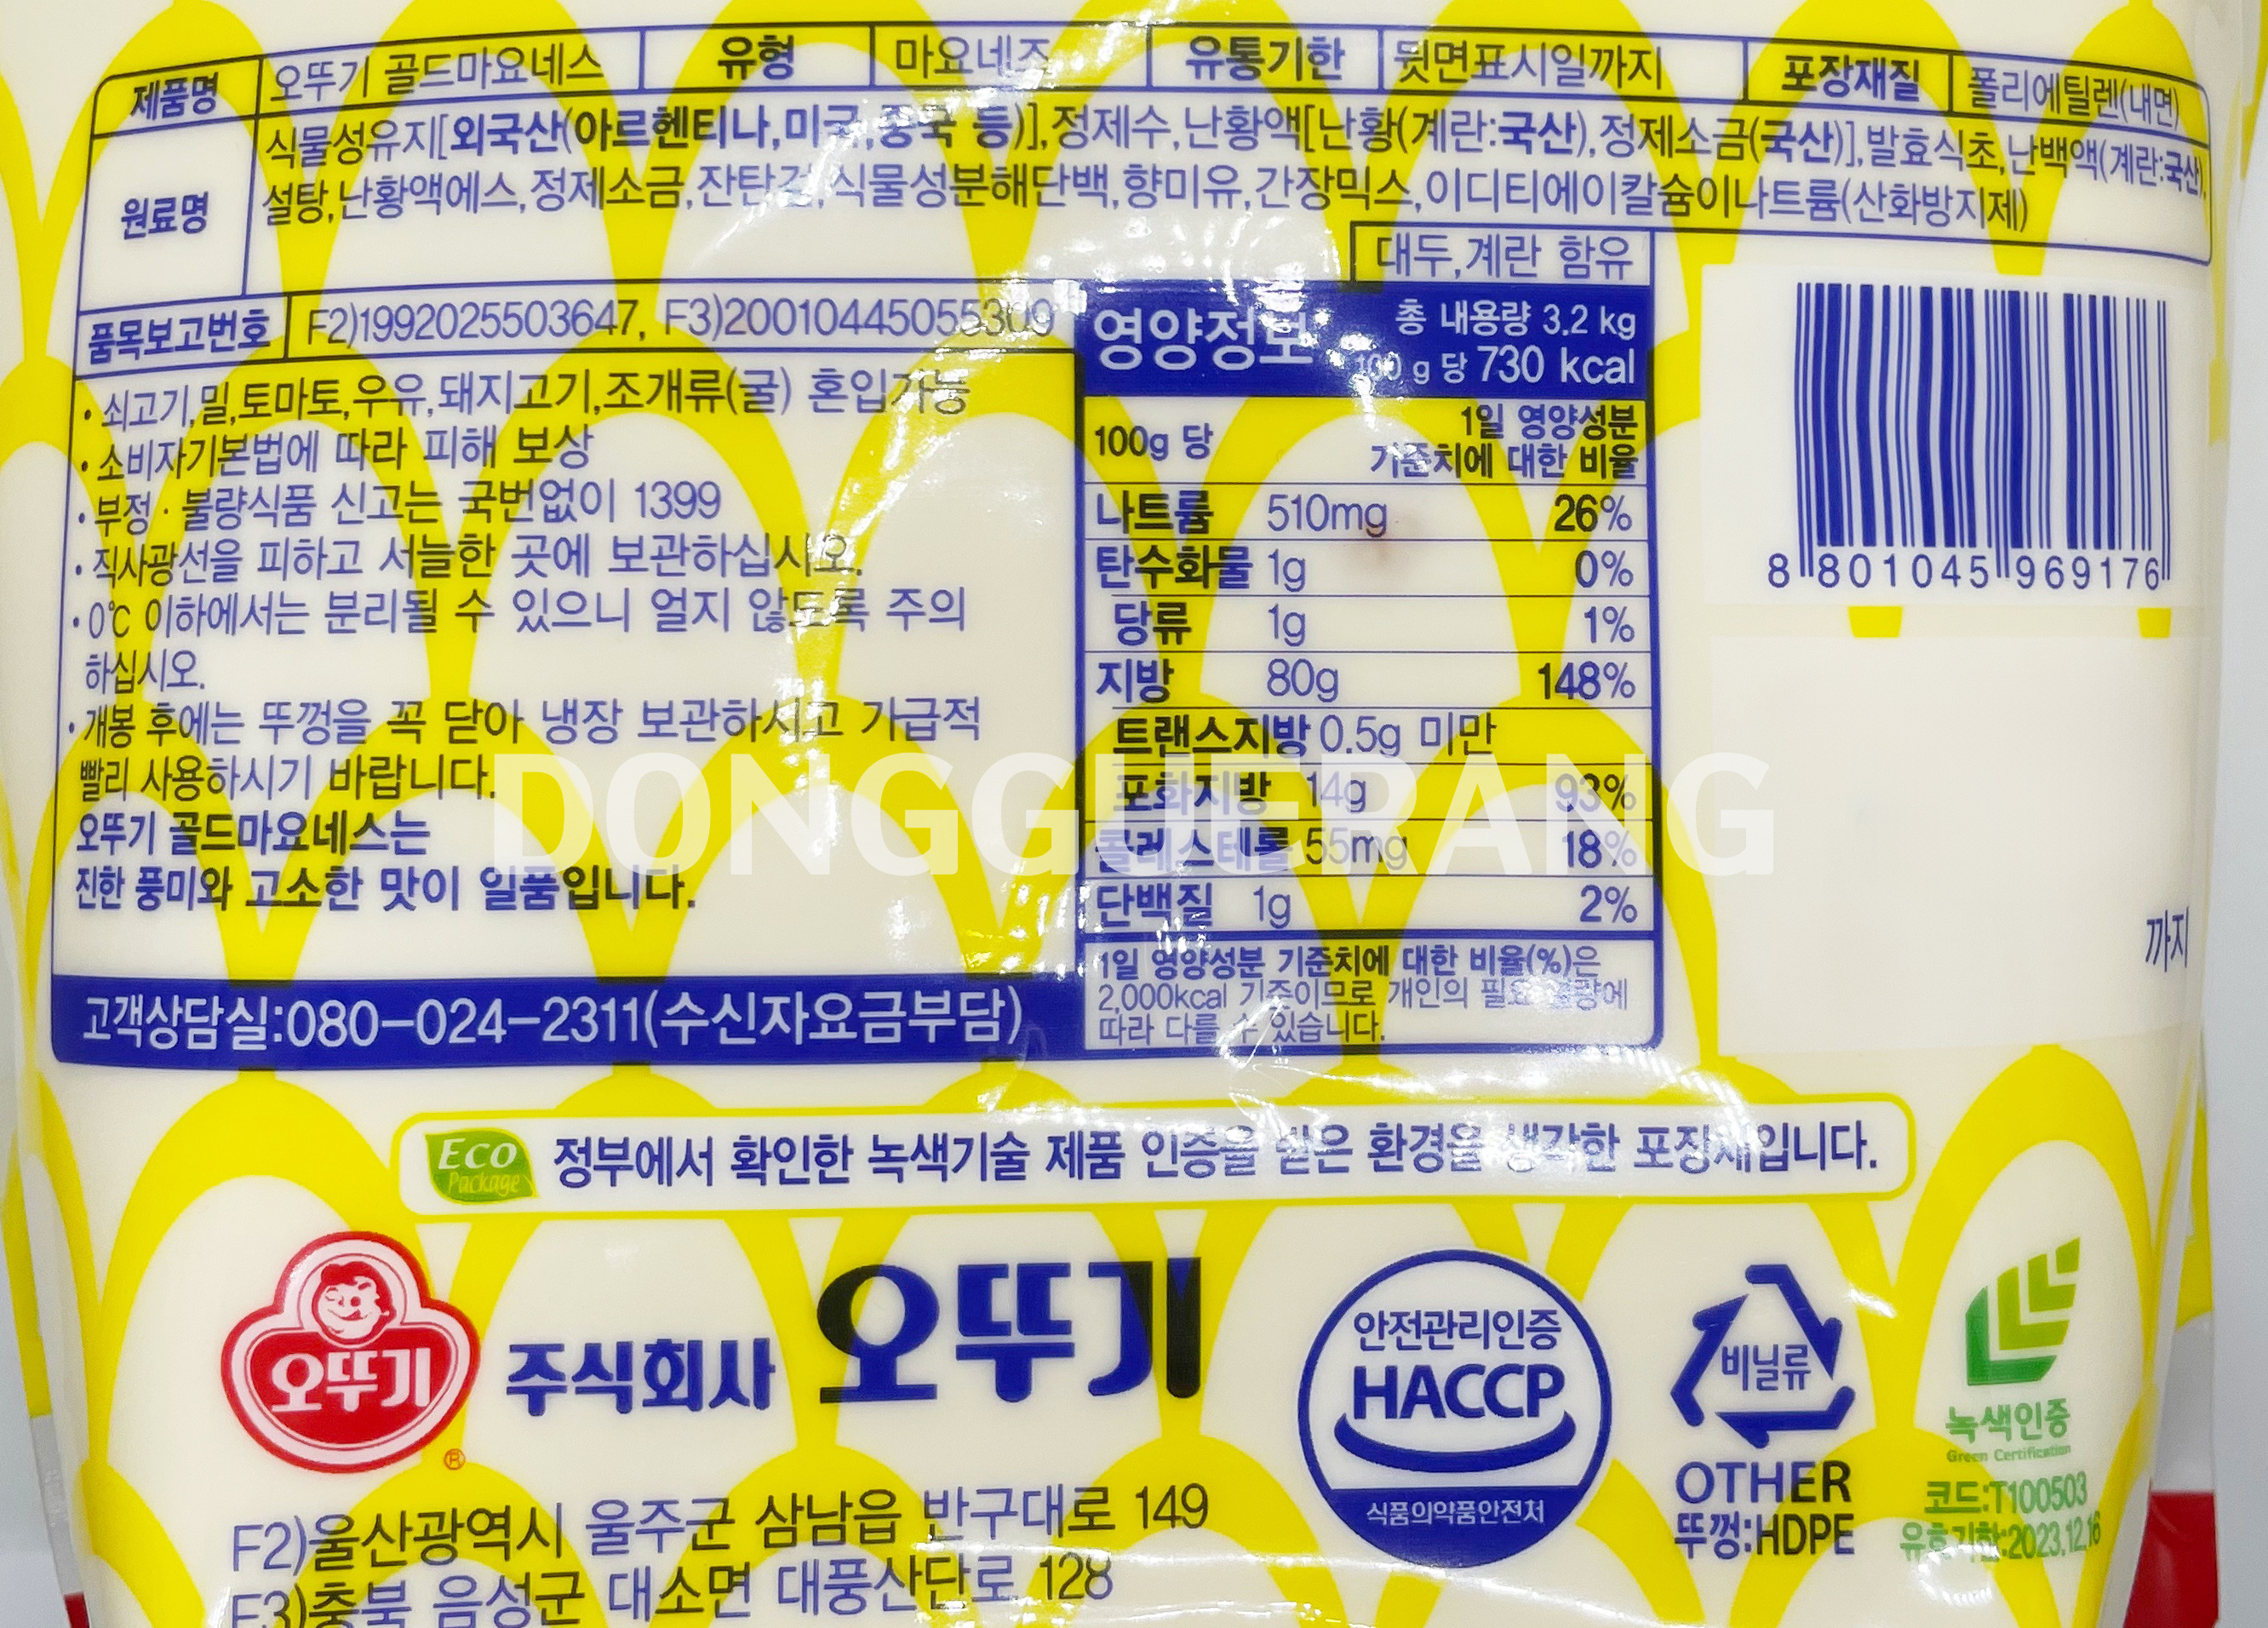 제품명 오뚜기 골드마요네스 유형 마요네즈 유통기한 뒷면표시일까지 포장재질 폴리에틸렌(내면)
원료명 식물성유지[외국산(아르헨티나,미국,중국 등)],정제수,난황액[난황(계란:국산),정제소금(국산)],발효식초,난백액(계란:국산),
설탕,난황액에스,정제소금,잔탄검,식물성분해단백,향미유,간장믹스,이디티에이칼슘이나트륨(산화방지제)
대두,계란 함유
품목보고번호 F2)1992025503647, F3)20010445055309
• 쇠고기,밀,토마토,우유,돼지고기,조개류(굴) 혼입가능
• 소비자기본법에 따라 피해 보상
• 부정·불량식품 신고는 국번없이 1399
• 직사광선을 피하고 서늘한 곳에 보관하십시오.
• 0℃ 이하에서는 분리될 수 있으니 얼지 않도록 주의
하십시오.
• 개봉 후에는 뚜껑을 꼭 닫아 냉장 보관하시고 가급적
빨리 사용하시기 바랍니다.
오뚜기 골드마요네스는
진한 풍미와 고소한 맛이 일품입니다.
고객상담실:080-024-2311(수신자요금부담)
영양정보 총 내용량 3.2 kg
100 g 당 730 kcal
100g 당 1일 영양성분
기준치에 대한 비율
나트륨 510mg 26%
탄수화물 1g 0%
당류 1g 1%
지방 80g 148%
트랜스지방 0.5g 미만
포화지방 14g 93%
콜레스테롤 55mg 18%
단백질 1g 2%
1일 영양성분 기준치에 대한 비율(%)은
2,000kcal 기준이므로 개인의 필요 열량에
따라 다를 수 있습니다.
8 801045 969176
까지
DONGGUERANG
Eco
Package
정부에서 확인한 녹색기술 제품 인증을 받은 환경을 생각한 포장재입니다.
오뚜기
®
주식회사 오뚜기
안전관리인증
HACCP
식품의약품안전처
비닐류
OTHER
뚜껑:HDPE
녹색인증
Green Certification
코드:T100503
유효기한:2023.12.16
F2)울산광역시 울주군 삼남읍 반구대로 149
F3)충북 음성군 대소면 대풍산단로 128